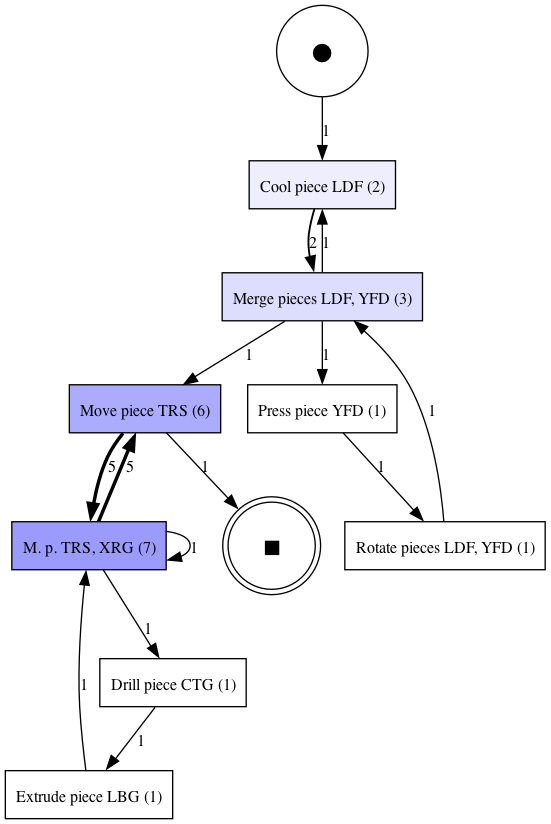 1
Cool piece LDF (2)
2
1
Merge pieces LDF, YFD (3)
1
1
Move piece TRS (6)
Press piece YFD (1)
1
5
5
1
1
M. p. TRS, XRG (7)
1
Rotate pieces LDF, YFD (1)
1
Drill piece CTG (1)
1
1
Extrude piece LBG (1)